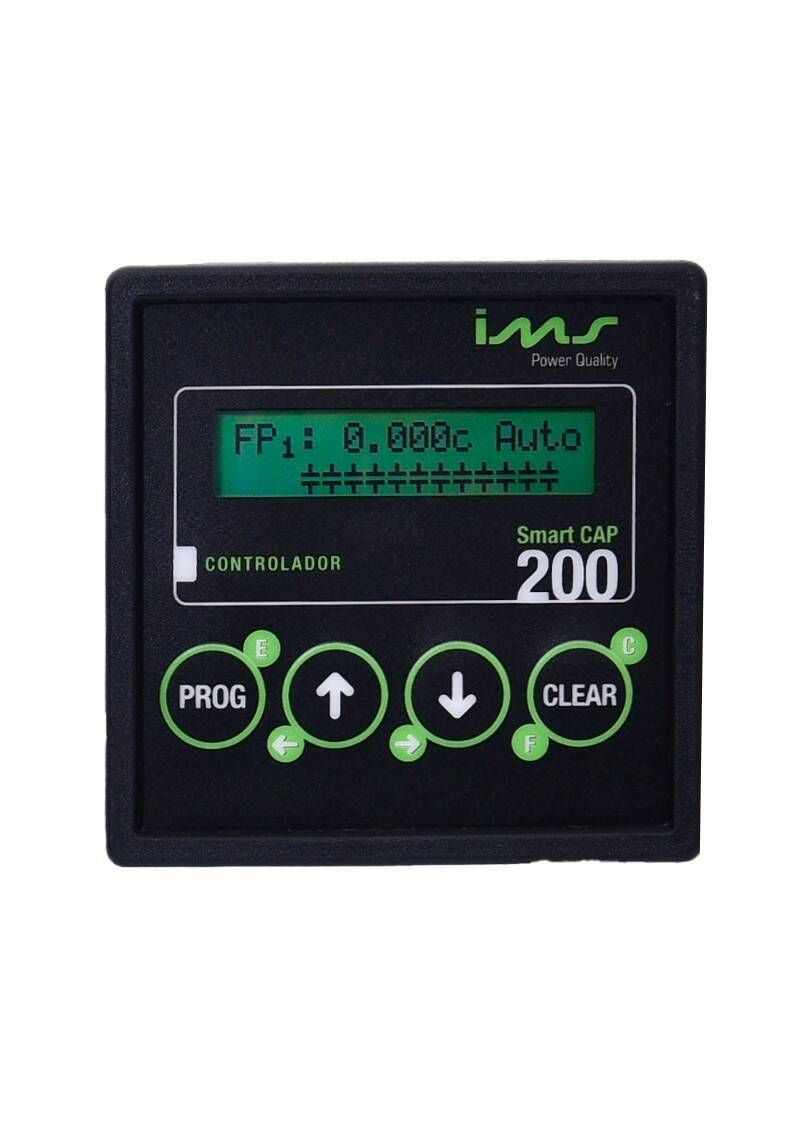 ims
Power Quality
FP1: 0.000c Auto
Smart CAP
CONTROLADOR
200
E
C
PROG
↑
↓
CLEAR
←
→
F